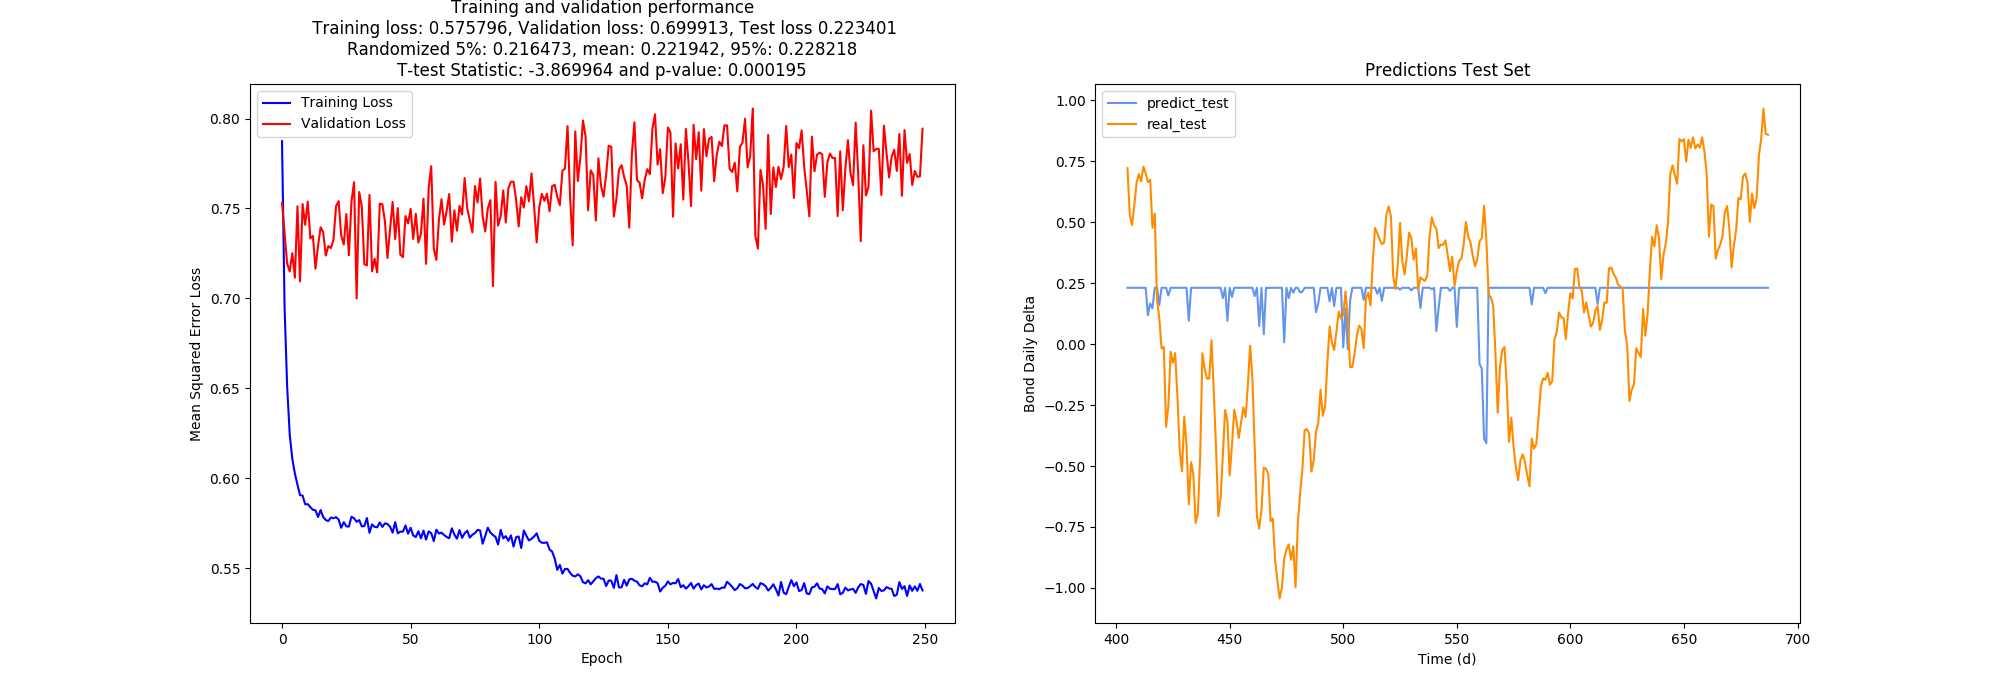 Training and validation performance
Training loss: 0.575796, Validation loss: 0.699913, Test loss 0.223401
Randomized 5%: 0.216473, mean: 0.221942, 95%: 0.228218
T-test Statistic: -3.869964 and p-value: 0.000195
Training Loss
Validation Loss
0.80
0.75
0.70
0.65
0.60
0.55
Mean Squared Error Loss
0
50
100
150
200
250
Epoch
Predictions Test Set
predict_test
real_test
1.00
0.75
0.50
0.25
0.00
−0.25
−0.50
−0.75
−1.00
Bond Daily Delta
400
450
500
550
600
650
700
Time (d)